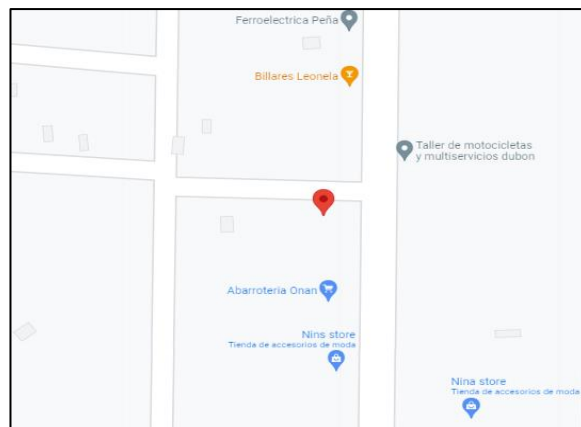 Ferroelectrica Peña
Billares Leonela
Taller de motocicletas
y multiservicios dubon
Abarroteria Onan
Nins store
Tienda de accesorios de moda
Nina store
Tienda de accesorios de moda